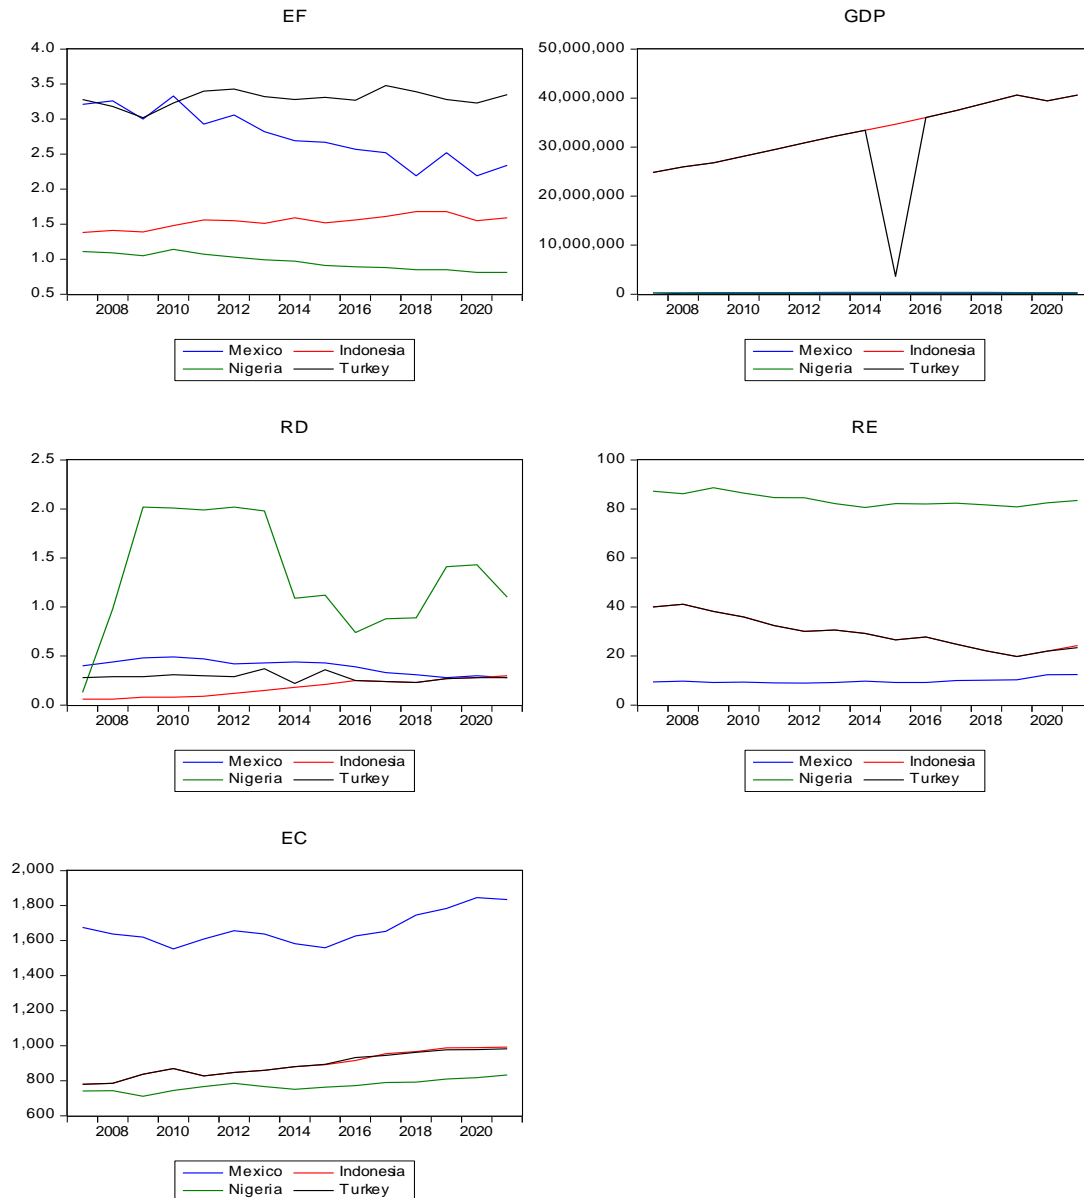 EF
4.0
3.5
3.0
2.5
2.0
1.5
1.0
0.5
2008 2010 2012 2014 2016 2018 2020
Mexico Indonesia
Nigeria Turkey
GDP
50,000,000
40,000,000
30,000,000
20,000,000
10,000,000
0
2008 2010 2012 2014 2016 2018 2020
Mexico Indonesia
Nigeria Turkey
RD
2.5
2.0
1.5
1.0
0.5
0.0
2008 2010 2012 2014 2016 2018 2020
Mexico Indonesia
Nigeria Turkey
RE
100
80
60
40
20
0
2008 2010 2012 2014 2016 2018 2020
Mexico Indonesia
Nigeria Turkey
EC
2,000
1,800
1,600
1,400
1,200
1,000
800
600
2008 2010 2012 2014 2016 2018 2020
Mexico Indonesia
Nigeria Turkey